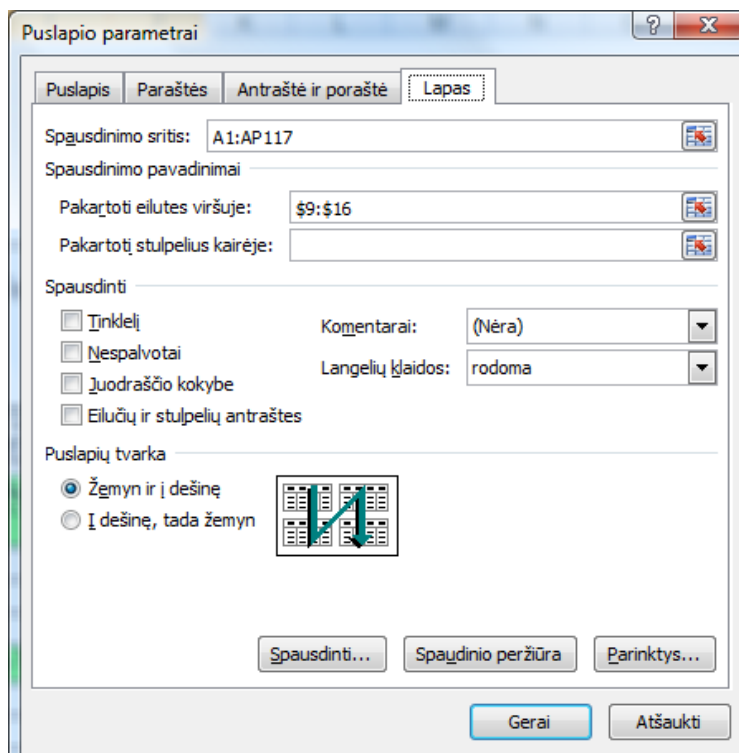 Puslapio parametrai
Puslapis Paraštės Antraštė ir poraštė Lapas
Spausdinimo sritis: A1:AP117
Spausdinimo pavadinimai
Pakartoti eilutes viršuje: $9:$16
Pakartoti stulpelius kairėje:
Spausdinti
Tinklelį
Nespalvotai
Juodraščio kokybe
Eilučių ir stulpelių antraštes
Komentarai: (Nėra)
Langelių klaidos: rodoma
Puslapių tvarka
Žemyn ir į dešinę
Į dešinę, tada žemyn
Spausdinti... Spaudinio peržiūra Parinktys...
Gerai Atšaukti